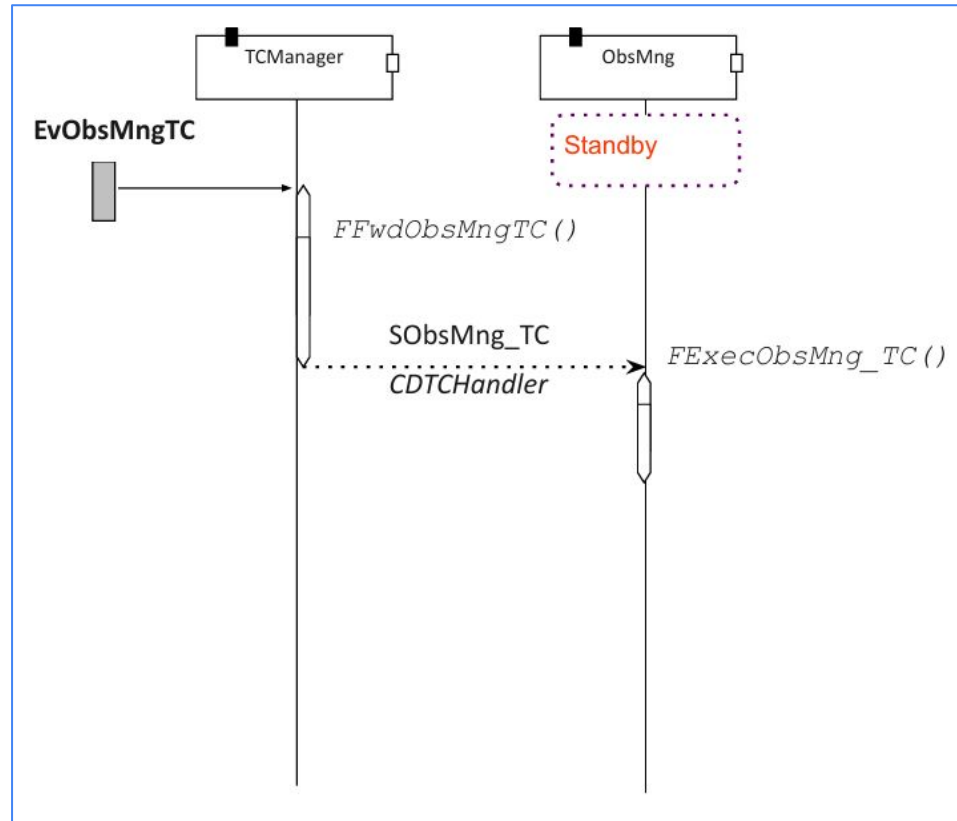 TCManager
ObsMng
EvObsMngTC
Standby
FFwdObsMngTC()
SObsMng_TC
CDTCHandler
FExecObsMng_TC()